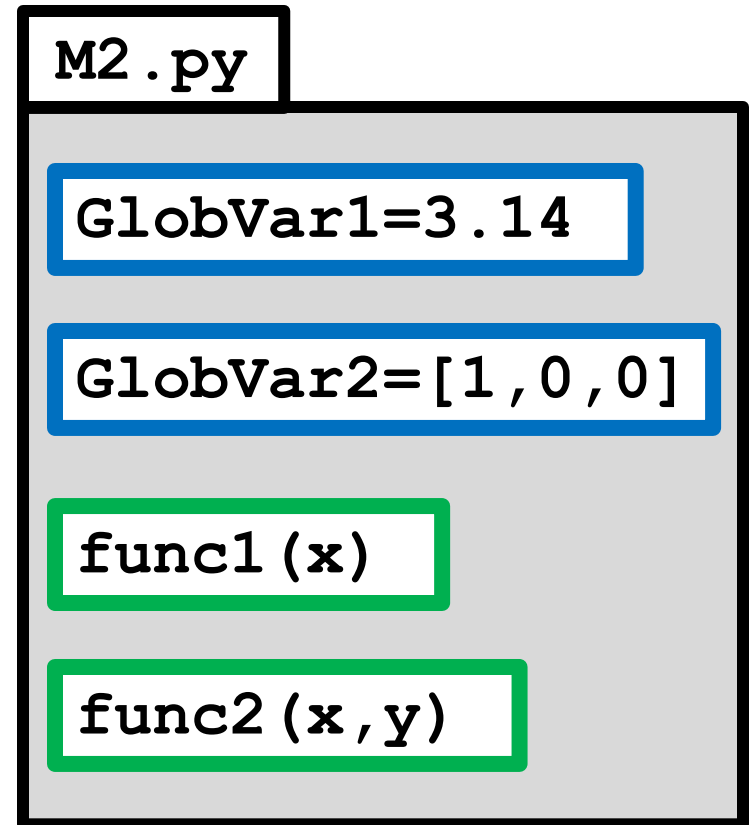 M2.py
GlobVar1=3.14
GlobVar2=[1,0,0]
func1(x)
func2(x,y)